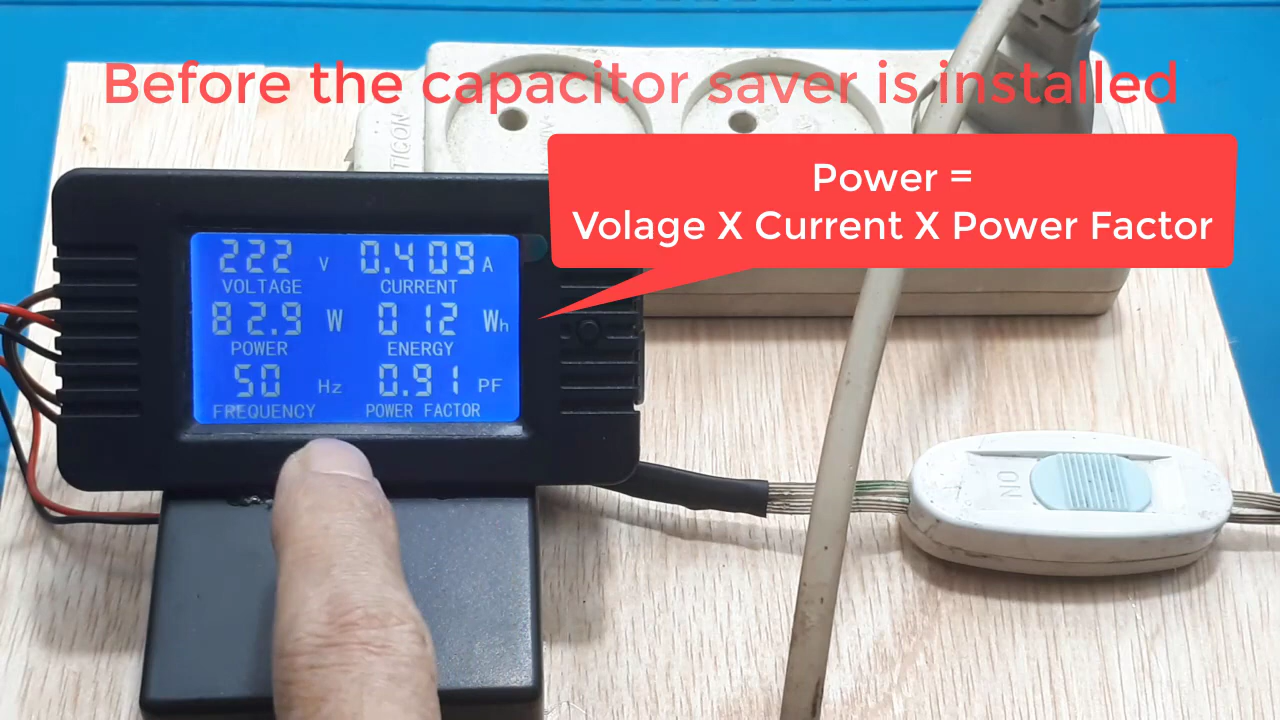 Before the capacitor saver is installed
Power =
Volage X Current X Power Factor
TICON
222 V 0.409 A
VOLTAGE CURRENT
82.9 W 012 Wh
POWER ENERGY
50 Hz 0.91 PF
FREQUENCY POWER FACTOR
ON